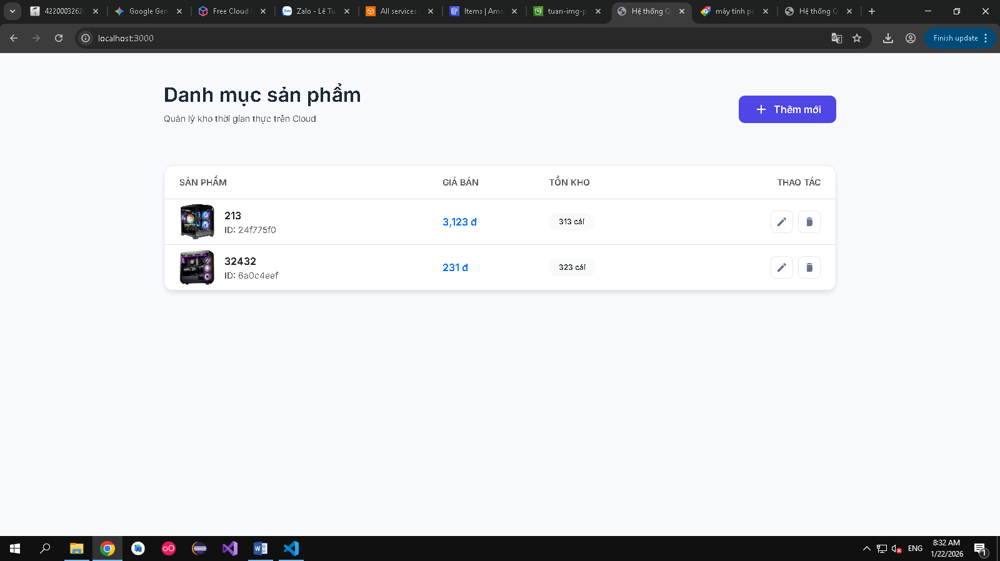 42200032620
Google Gem
Free Cloud
Zalo - Lê Tu
All services
Items | Ama
tuan-img-p
Hệ thống Q
máy tính pc
Hệ thống Q
localhost:3000
Finish update
Danh mục sản phẩm
Quản lý kho thời gian thực trên Cloud
Thêm mới
SẢN PHẨM GIÁ BÁN TỒN KHO THAO TÁC
213
ID: 24f775f0
3,123 đ
313 cái
32432
ID: 6a0c4eef
231 đ
323 cái
ENG
8:32 AM
1/22/2026
1